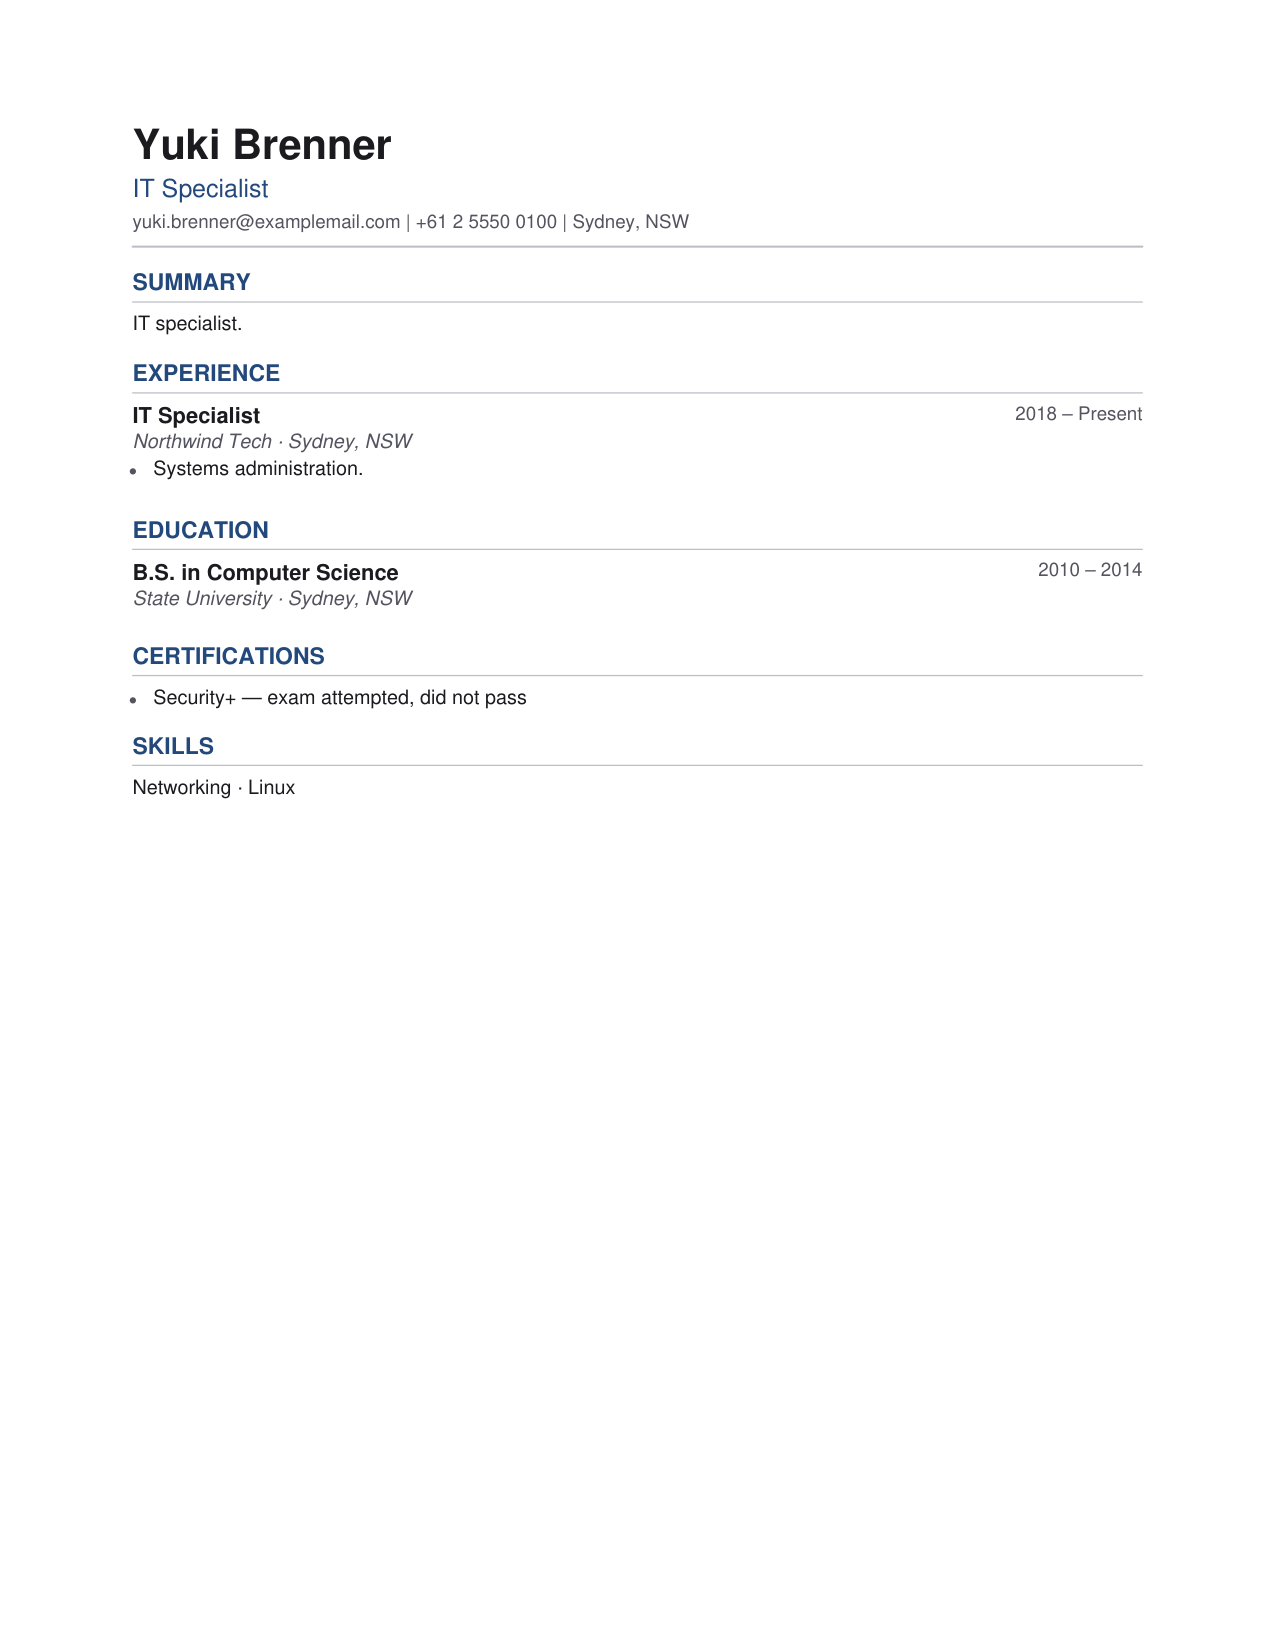 Yuki Brenner
IT Specialist
yuki.brenner@examplemail.com | +61 2 5550 0100 | Sydney, NSW
SUMMARY
IT specialist.
EXPERIENCE
IT Specialist 2018 – Present
Northwind Tech · Sydney, NSW
• Systems administration.
EDUCATION
B.S. in Computer Science 2010 – 2014
State University · Sydney, NSW
CERTIFICATIONS
• Security+ — exam attempted, did not pass
SKILLS
Networking · Linux